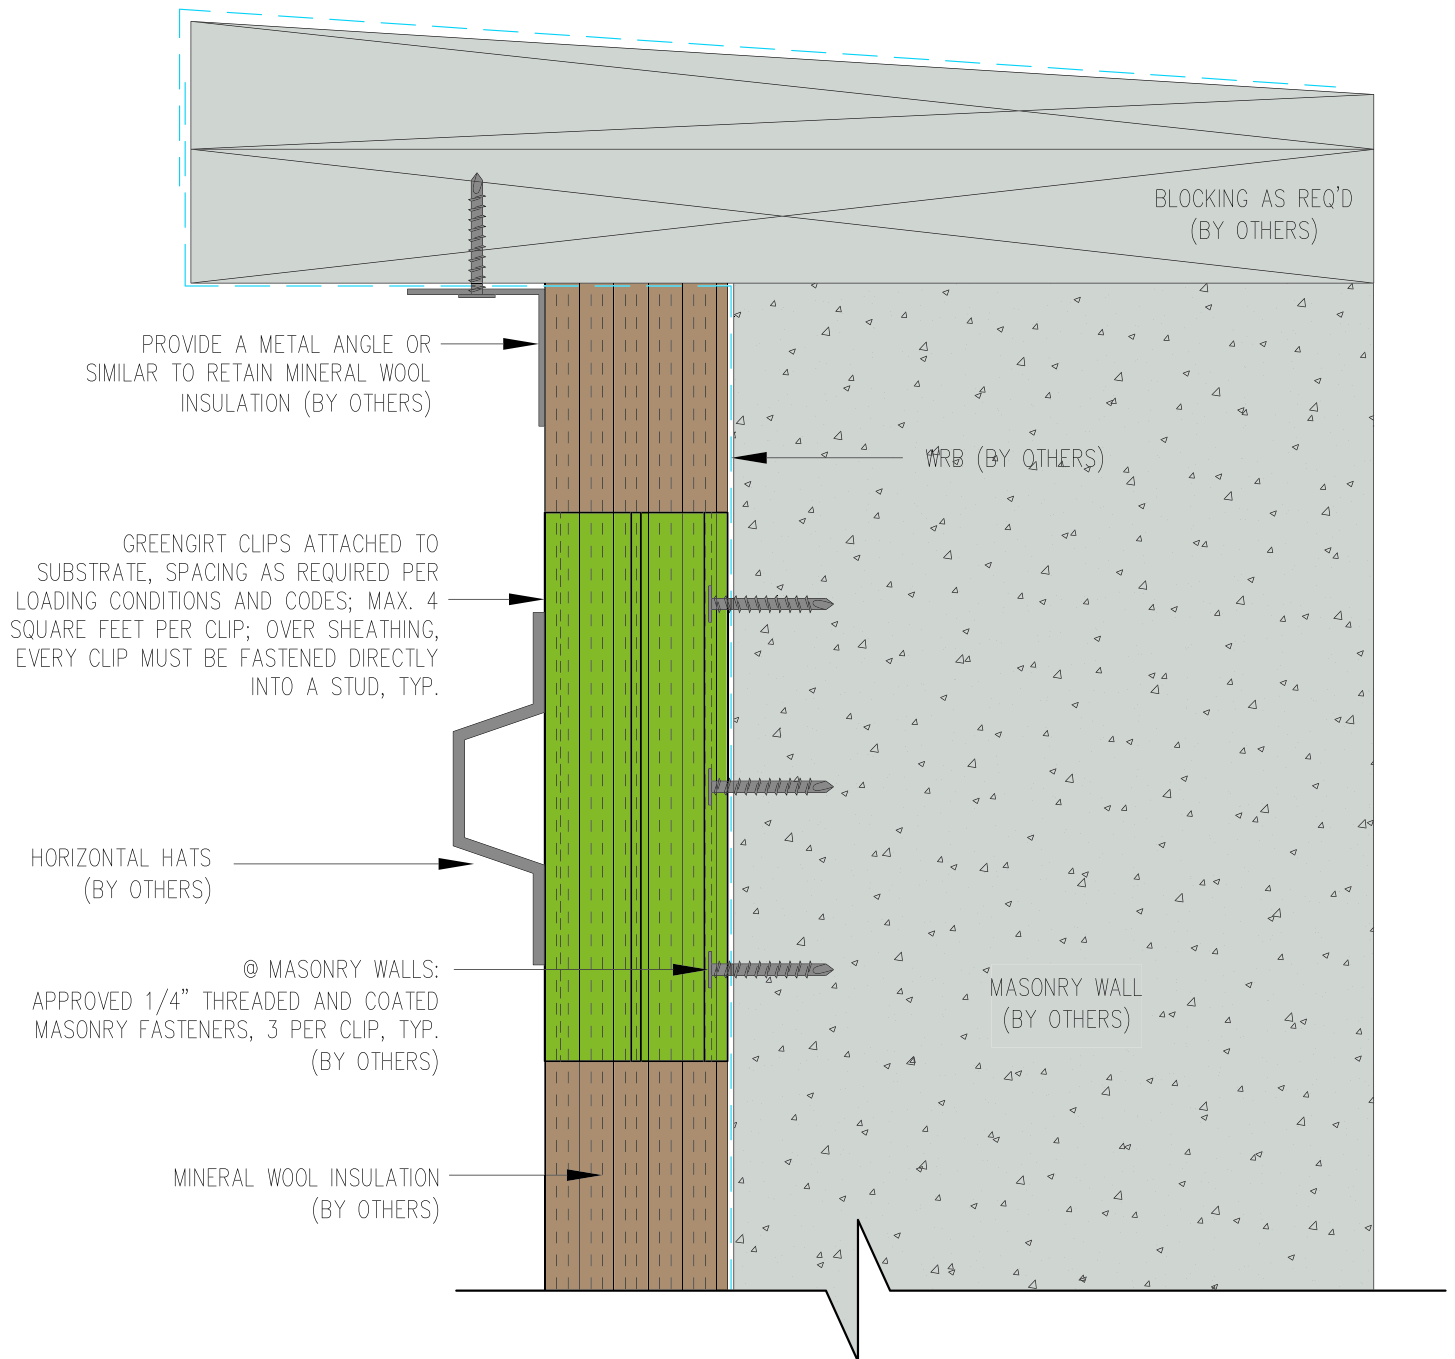 BLOCKING AS REQ'D
(BY OTHERS)
PROVIDE A METAL ANGLE OR
SIMILAR TO RETAIN MINERAL WOOL
INSULATION (BY OTHERS)
WRB (BY OTHERS)
GREENGIRT CLIPS ATTACHED TO
SUBSTRATE, SPACING AS REQUIRED PER
LOADING CONDITIONS AND CODES; MAX. 4
SQUARE FEET PER CLIP; OVER SHEATHING,
EVERY CLIP MUST BE FASTENED DIRECTLY
INTO A STUD, TYP.
HORIZONTAL HATS
(BY OTHERS)
@ MASONRY WALLS:
APPROVED 1/4" THREADED AND COATED
MASONRY FASTENERS, 3 PER CLIP, TYP.
(BY OTHERS)
MASONRY WALL
(BY OTHERS)
MINERAL WOOL INSULATION
(BY OTHERS)